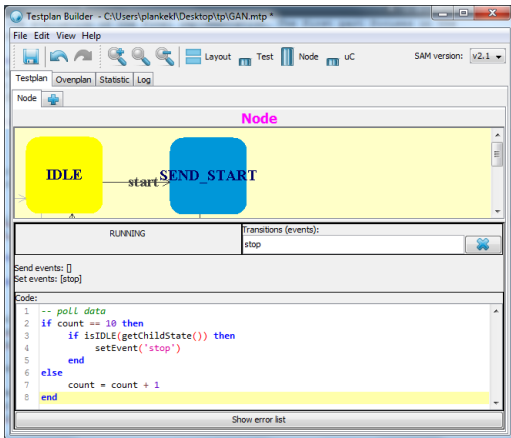 Testplan Builder - C:\Users\plankekl\Desktop\tp\GAN.mtp *
File Edit View Help
Layout Test Node uC SAM version: v2.1
Testplan Ovenplan Statistic Log
Node
Node
IDLE start SEND_START
RUNNING Transitions (events):
stop
Send events: []
Set events: [stop]
Code:
1 -- poll data
2 if count == 10 then
3 if isIDLE(getChildState()) then
4 setEvent('stop')
5 end
6 else
7 count = count + 1
8 end
Show error list